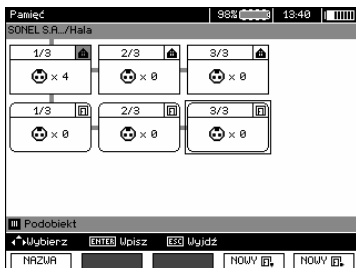 Pamięć 98% 13:40
SONEL S.A.../Hala
1/3 2/3 3/3
x 4 x 0 x 0
1/3 2/3 3/3
x 0 x 0 x 0
Podobiekt
Wybierz ENTER Wpisz ESC Wyjdź
NAZWA NOWY NOWY